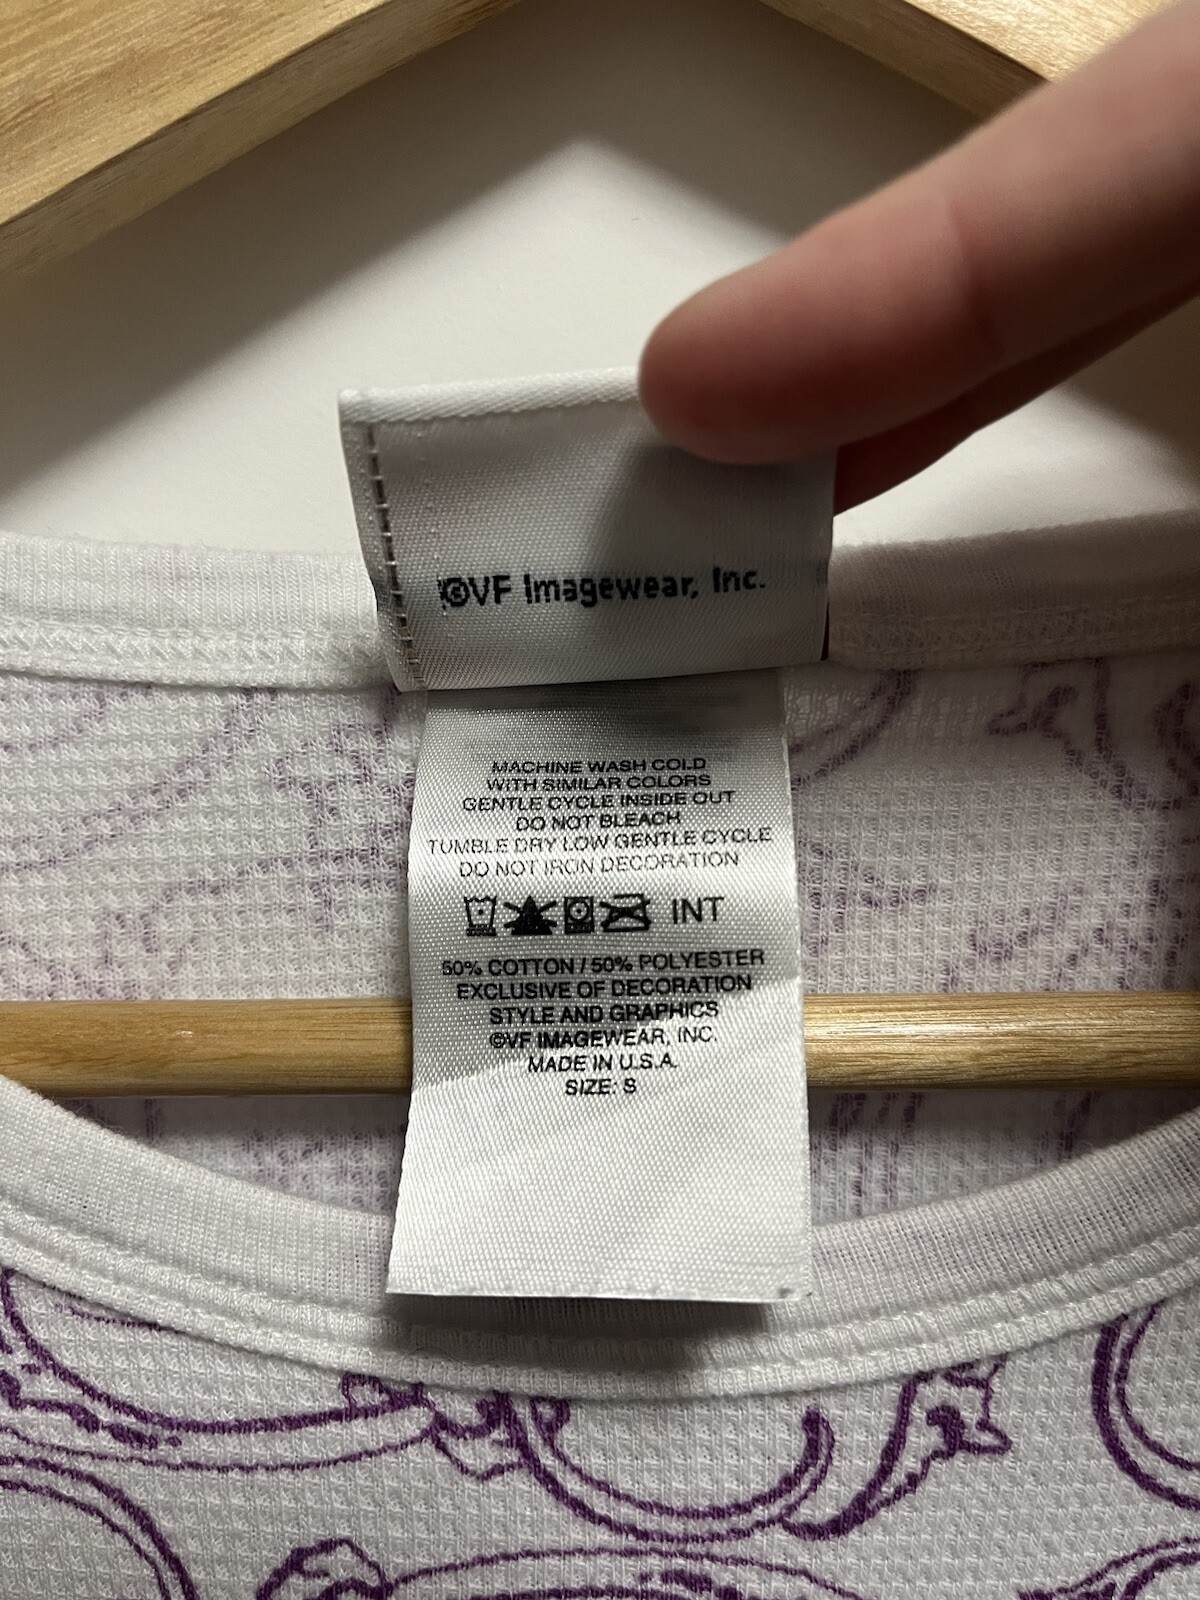 ©VF Imagewear, Inc.
MACHINE WASH COLD
WITH SIMILAR COLORS
GENTLE CYCLE INSIDE OUT
DO NOT BLEACH
TUMBLE DRY LOW GENTLE CYCLE
DO NOT IRON DECORATION
INT
50% COTTON / 50% POLYESTER
EXCLUSIVE OF DECORATION
STYLE AND GRAPHICS
©VF IMAGEWEAR, INC.
MADE IN U.S.A.
SIZE: S